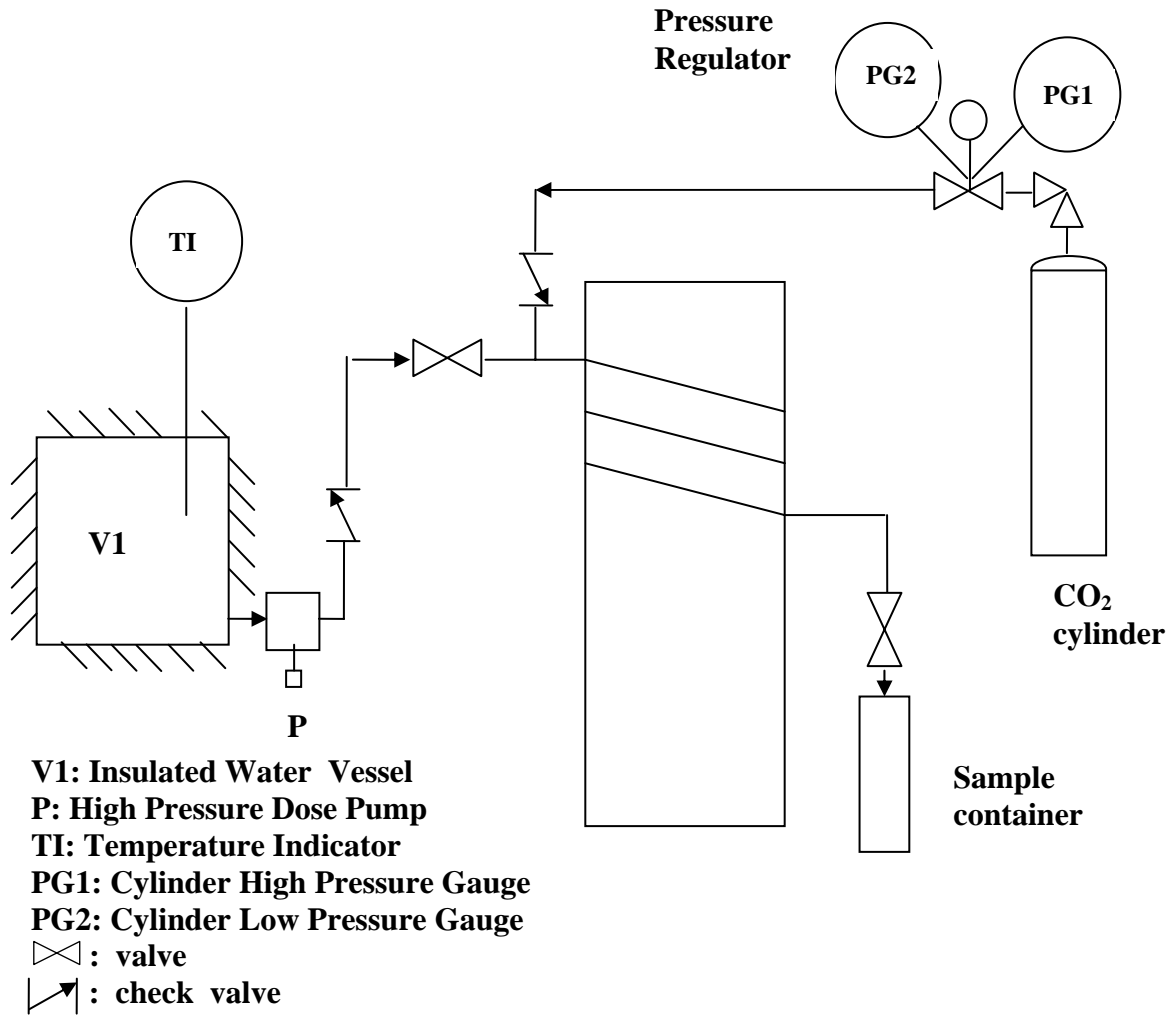 Pressure
Regulator
PG2
PG1
TI
V1
CO₂
cylinder
P
Sample
container
V1: Insulated Water Vessel
P: High Pressure Dose Pump
TI: Temperature Indicator
PG1: Cylinder High Pressure Gauge
PG2: Cylinder Low Pressure Gauge
: valve
: check valve